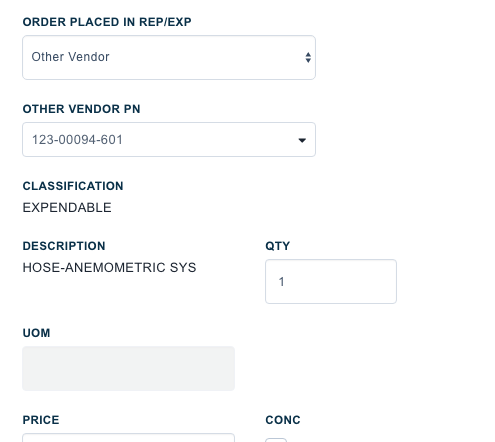 ORDER PLACED IN REP/EXP
Other Vendor
OTHER VENDOR PN
123-00094-601
CLASSIFICATION
EXPENDABLE
DESCRIPTION
HOSE-ANEMOMETRIC SYS
QTY
1
UOM
PRICE
CONC